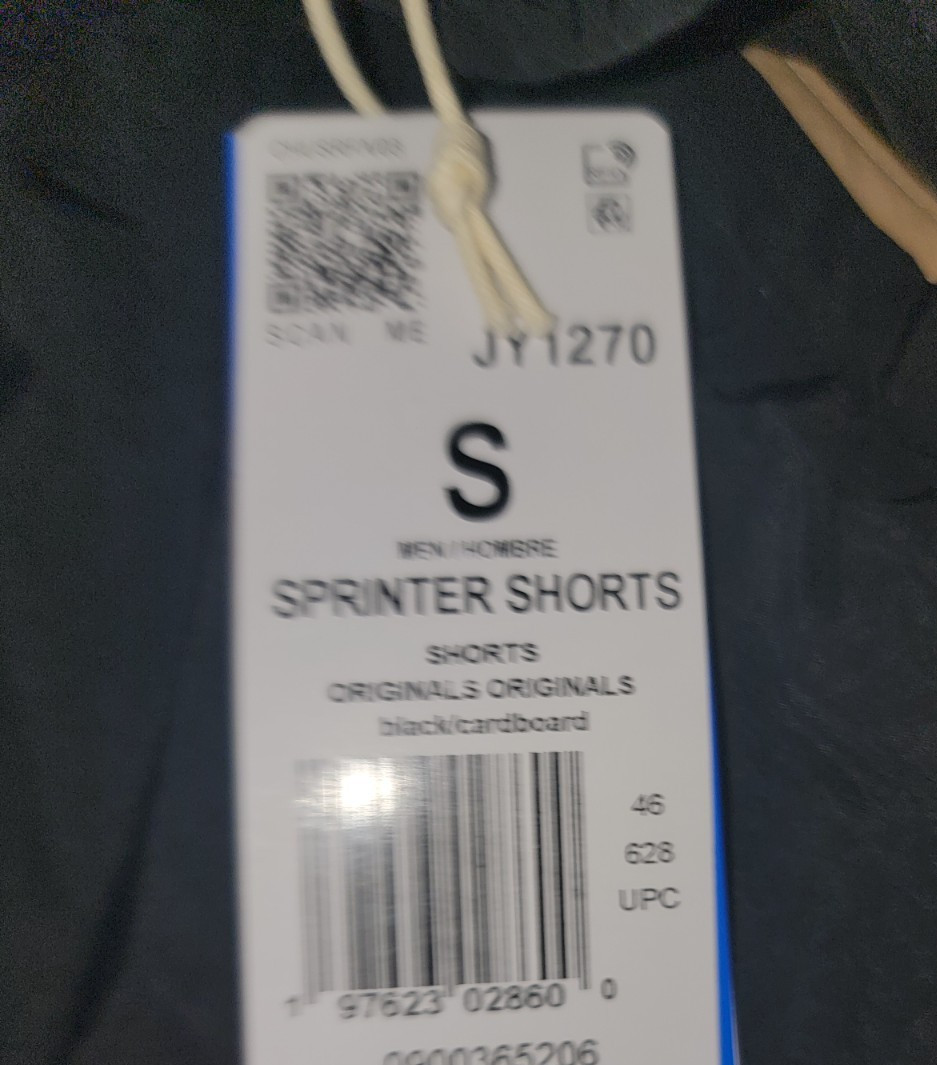 SCAN ME
JY1270
S
MEN / HOMBRE
SPRINTER SHORTS
SHORTS
ORIGINALS ORIGINALS
black/cardboard
46
628
UPC
1 97623 02860 0
0900365206